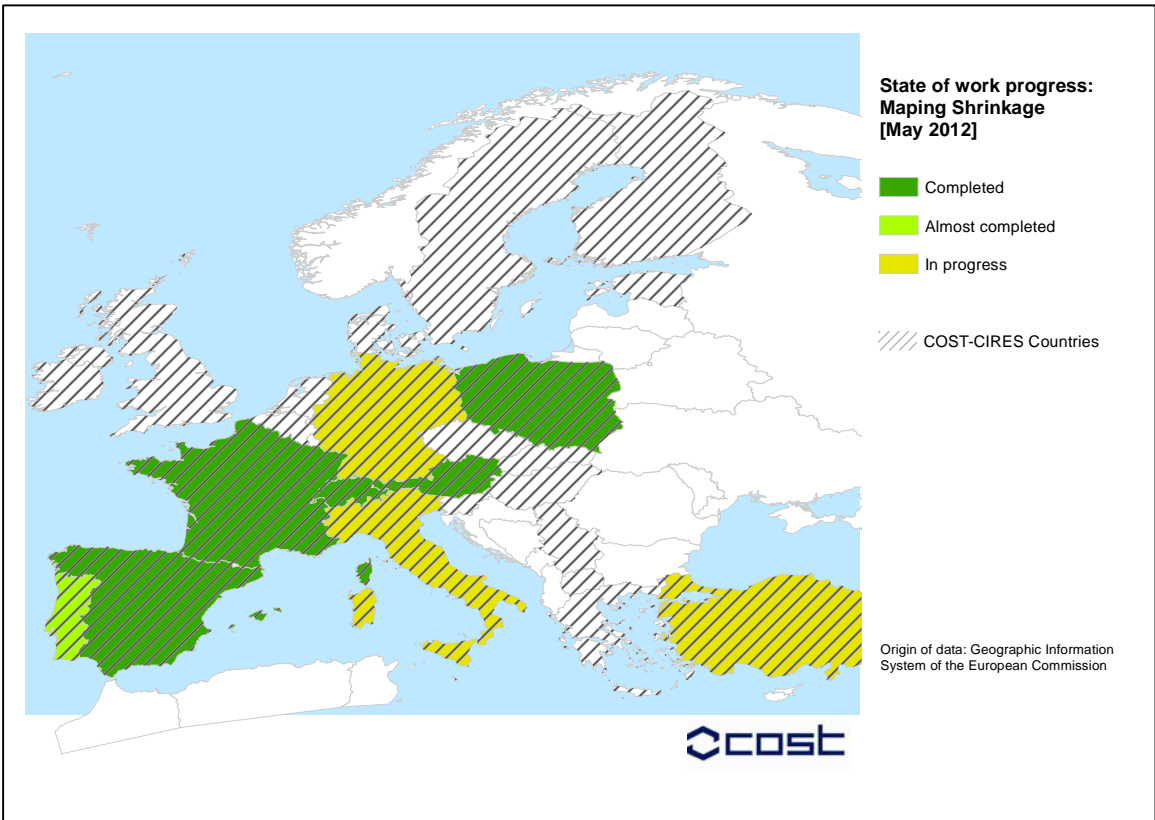 State of work progress:
Maping Shrinkage
[May 2012]
Completed
Almost completed
In progress
COST-CIRES Countries
Origin of data: Geographic Information
System of the European Commission
cost